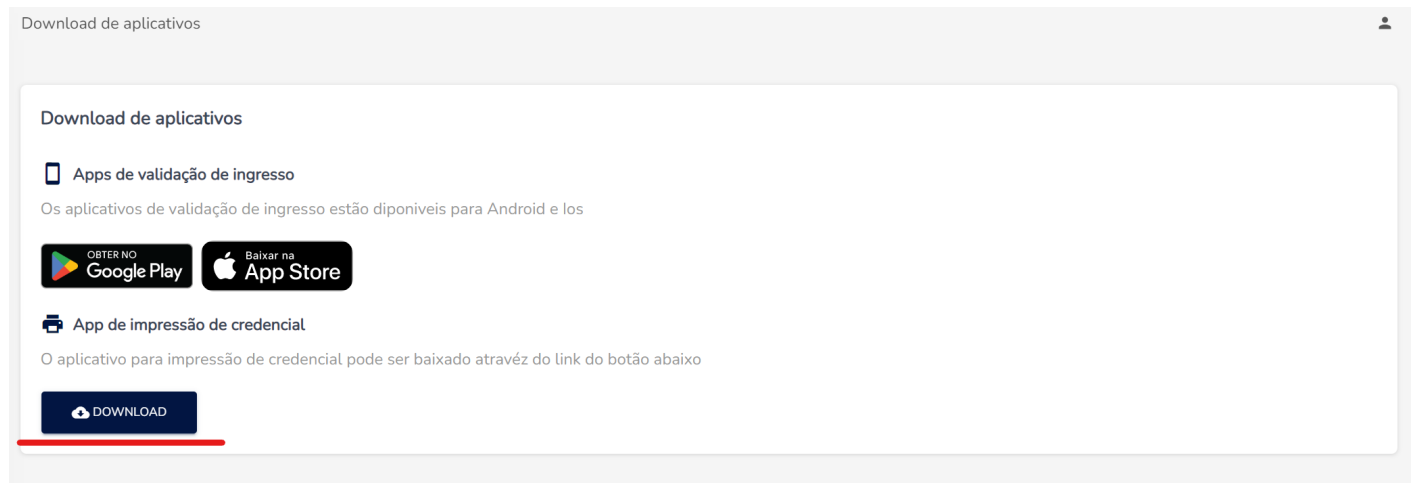 Download de aplicativos
Download de aplicativos
Apps de validação de ingresso
Os aplicativos de validação de ingresso estão diponiveis para Android e Ios
OBTER NO
Google Play
Baixar na
App Store
App de impressão de credencial
O aplicativo para impressão de credencial pode ser baixado atravéz do link do botão abaixo
DOWNLOAD